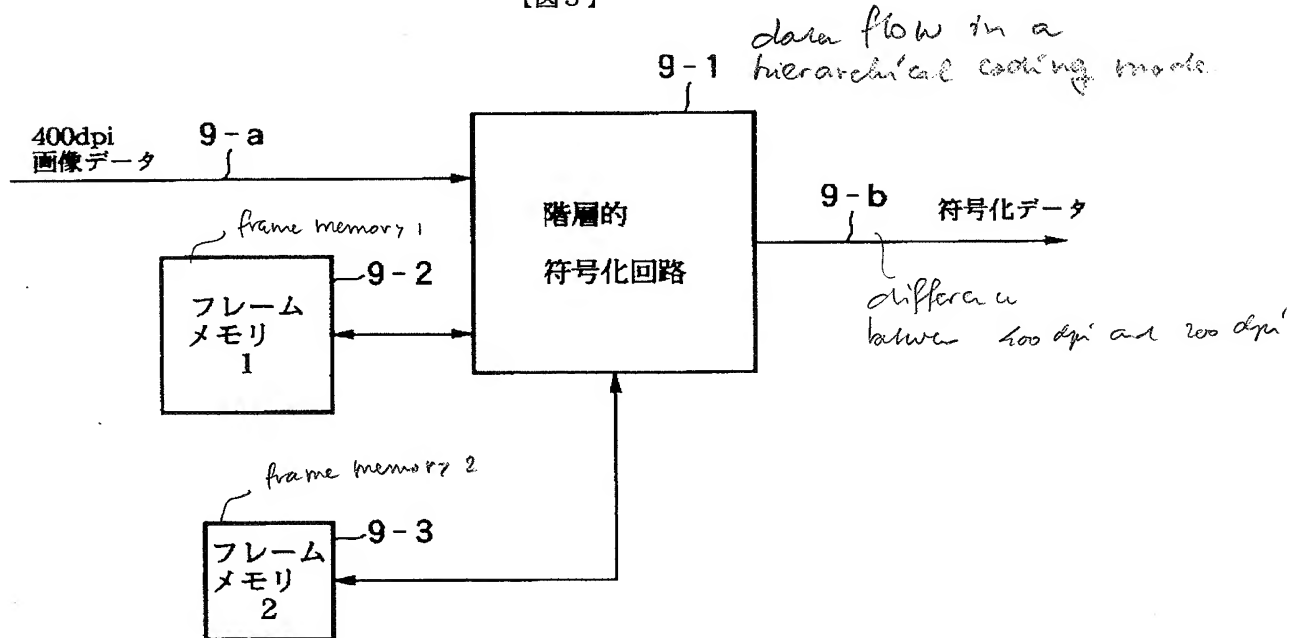 data flow in a
9-1 hierarchical coding mode
400dpi
画像データ
9-a
階層的
符号化回路
9-b
符号化データ
difference
between 400 dpi and 200 dpi
frame memory 1
9-2
フレーム
メモリ
1
frame memory 2
9-3
フレーム
メモリ
2